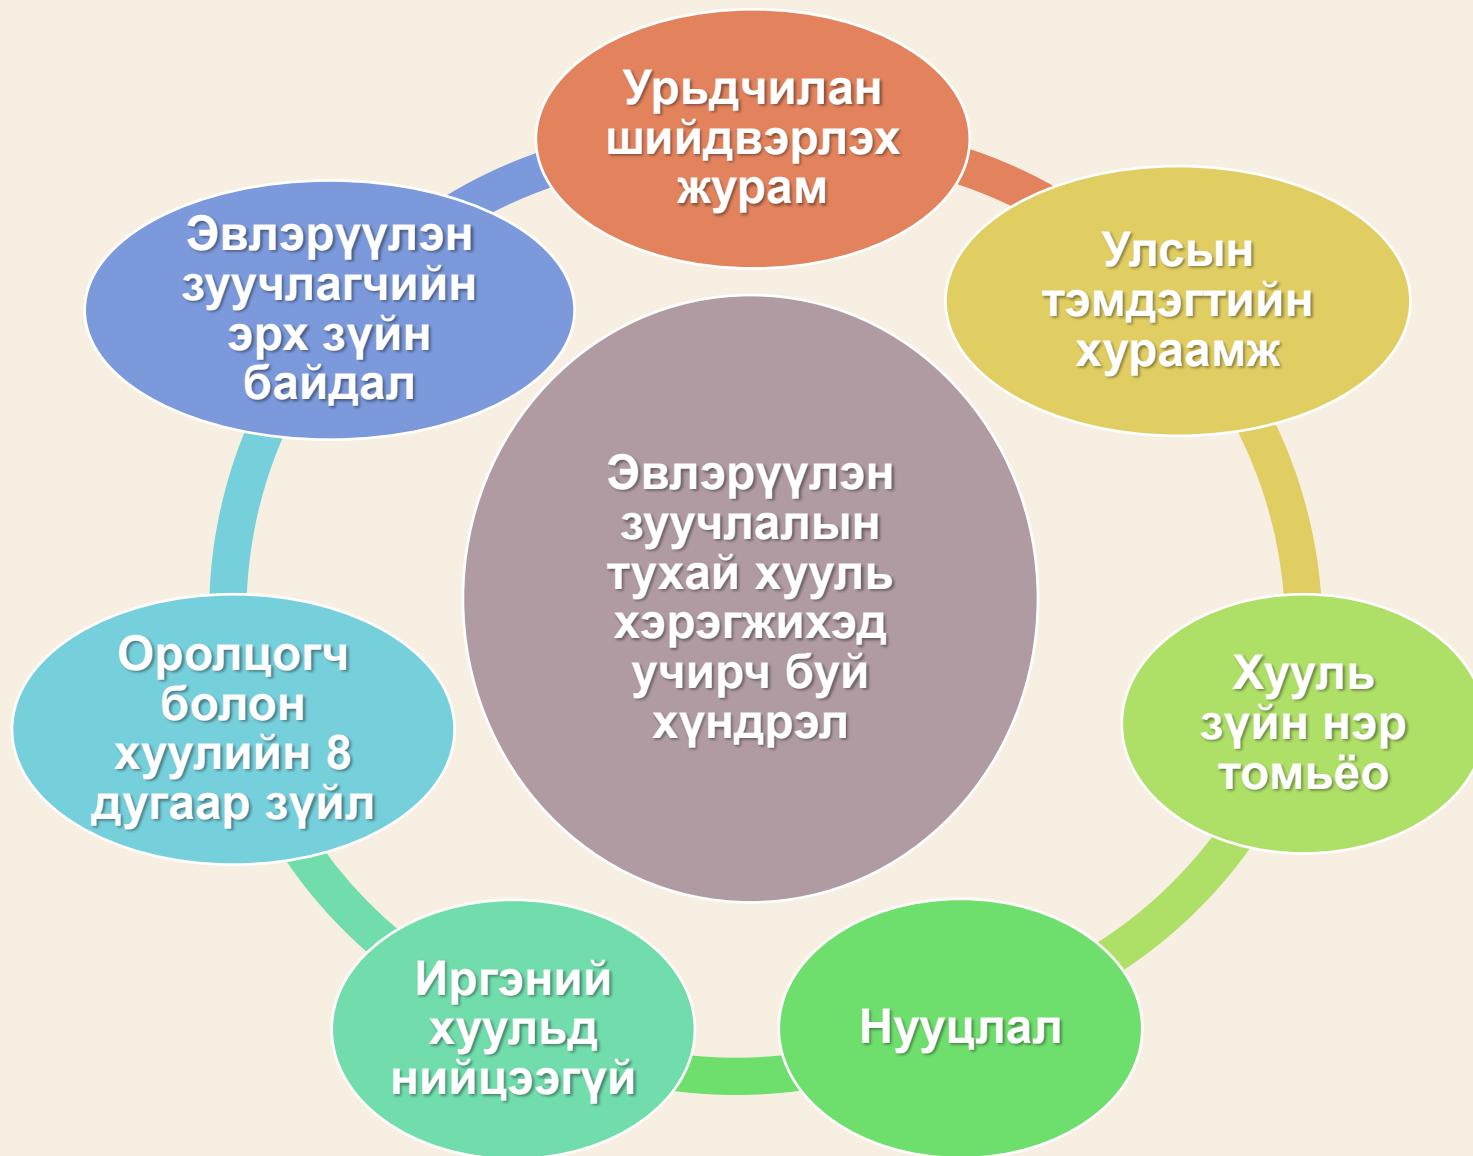 Урьдчилан
шийдвэрлэх
журам
Улсын
тэмдэгтийн
хураамж
Хууль
зүйн нэр
томьёо
Нууцлал
Иргэний
хуульд
нийцээгүй
Оролцогч
болон
хуулийн 8
дугаар зүйл
Эвлэрүүлэн
зуучлагчийн
эрх зүйн
байдал
Эвлэрүүлэн
зуучлалын
тухай хууль
хэрэгжихэд
учирч буй
хүндрэл